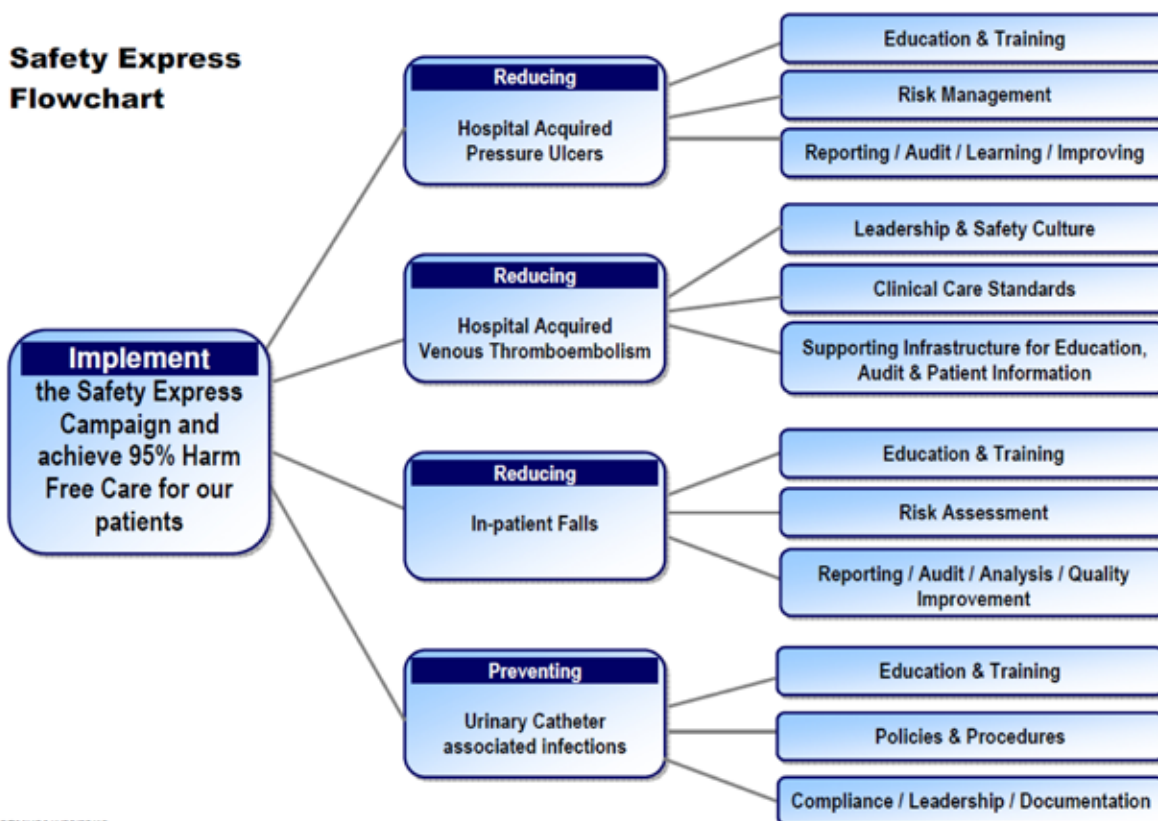 Safety Express
Flowchart
Implement
the Safety Express
Campaign and
achieve 95% Harm
Free Care for our
patients
Reducing
Hospital Acquired
Pressure Ulcers
Education & Training
Risk Management
Reporting / Audit / Learning / Improving
Reducing
Hospital Acquired
Venous Thromboembolism
Leadership & Safety Culture
Clinical Care Standards
Supporting Infrastructure for Education,
Audit & Patient Information
Reducing
In-patient Falls
Education & Training
Risk Assessment
Reporting / Audit / Analysis / Quality
Improvement
Preventing
Urinary Catheter
associated infections
Education & Training
Policies & Procedures
Compliance / Leadership / Documentation